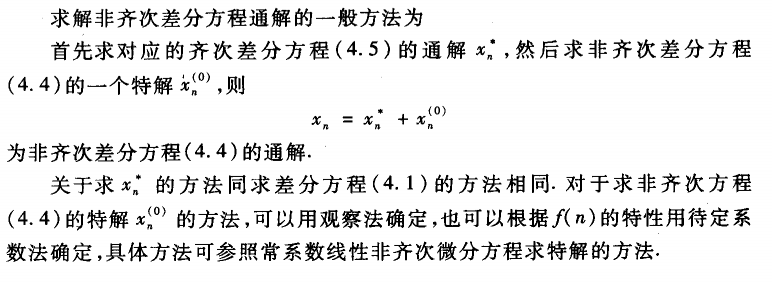 求解非齐次差分方程通解的一般方法为
首先求对应的齐次差分方程(4.5)的通解 xₙ*,然后求非齐次差分方程
(4.4)的一个特解 xₙ⁽⁰⁾,则
xₙ = xₙ* + xₙ⁽⁰⁾
为非齐次差分方程(4.4)的通解.
关于求 xₙ* 的方法同求差分方程(4.1)的方法相同. 对于求非齐次方程
(4.4)的特解 xₙ⁽⁰⁾ 的方法,可以用观察法确定,也可以根据 f(n)的特性用待定系
数法确定,具体方法可参照常系数线性非齐次微分方程求特解的方法.